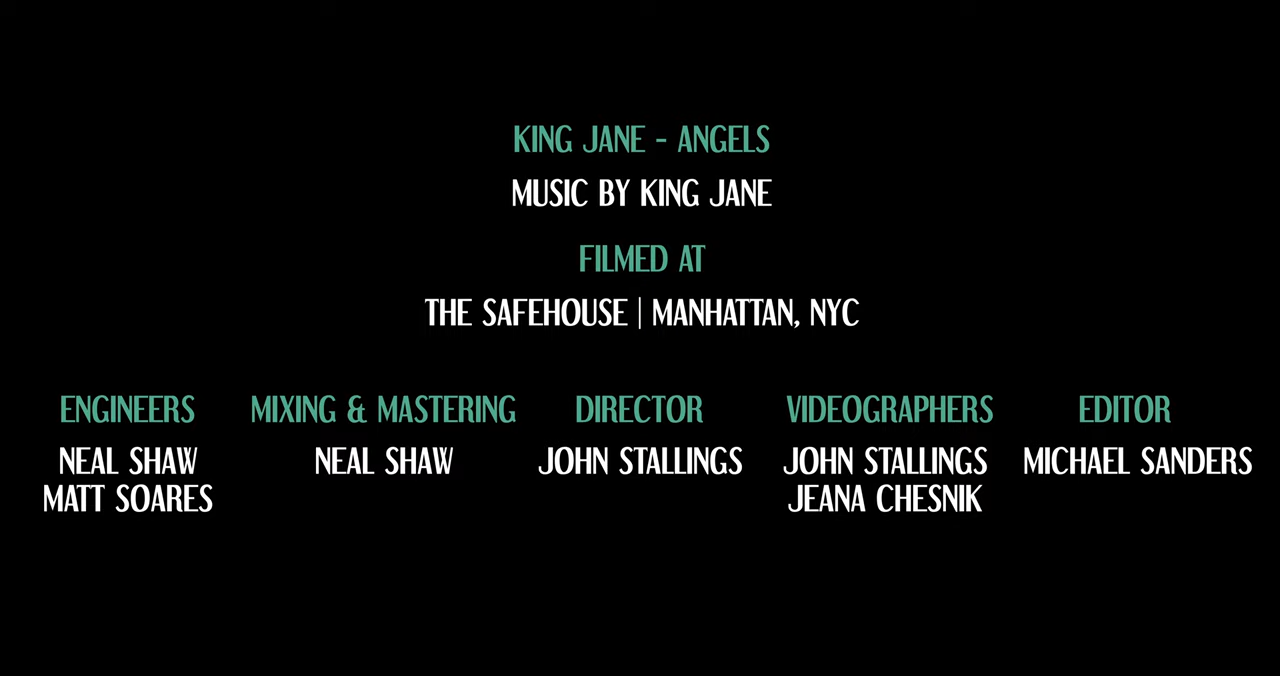 KING JANE - ANGELS
MUSIC BY KING JANE
FILMED AT
THE SAFEHOUSE | MANHATTAN, NYC
ENGINEERS
NEAL SHAW
MATT SOARES
MIXING & MASTERING
NEAL SHAW
DIRECTOR
JOHN STALLINGS
VIDEOGRAPHERS
JOHN STALLINGS
JEANA CHESNIK
EDITOR
MICHAEL SANDERS